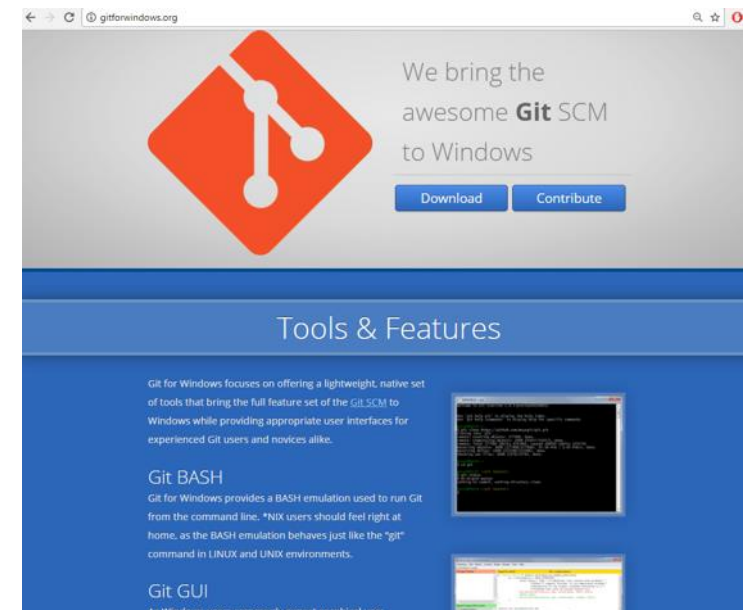 gitforwindows.org
We bring the
awesome Git SCM
to Windows
Download
Contribute
Tools & Features
Git for Windows focuses on offering a lightweight, native set
of tools that bring the full feature set of the Git SCM to
Windows while providing appropriate user interfaces for
experienced Git users and novices alike.
Git BASH
Git for Windows provides a BASH emulation used to run Git
from the command line. *NIX users should feel right at
home, as the BASH emulation behaves just like the "git"
command in LINUX and UNIX environments.
Git GUI